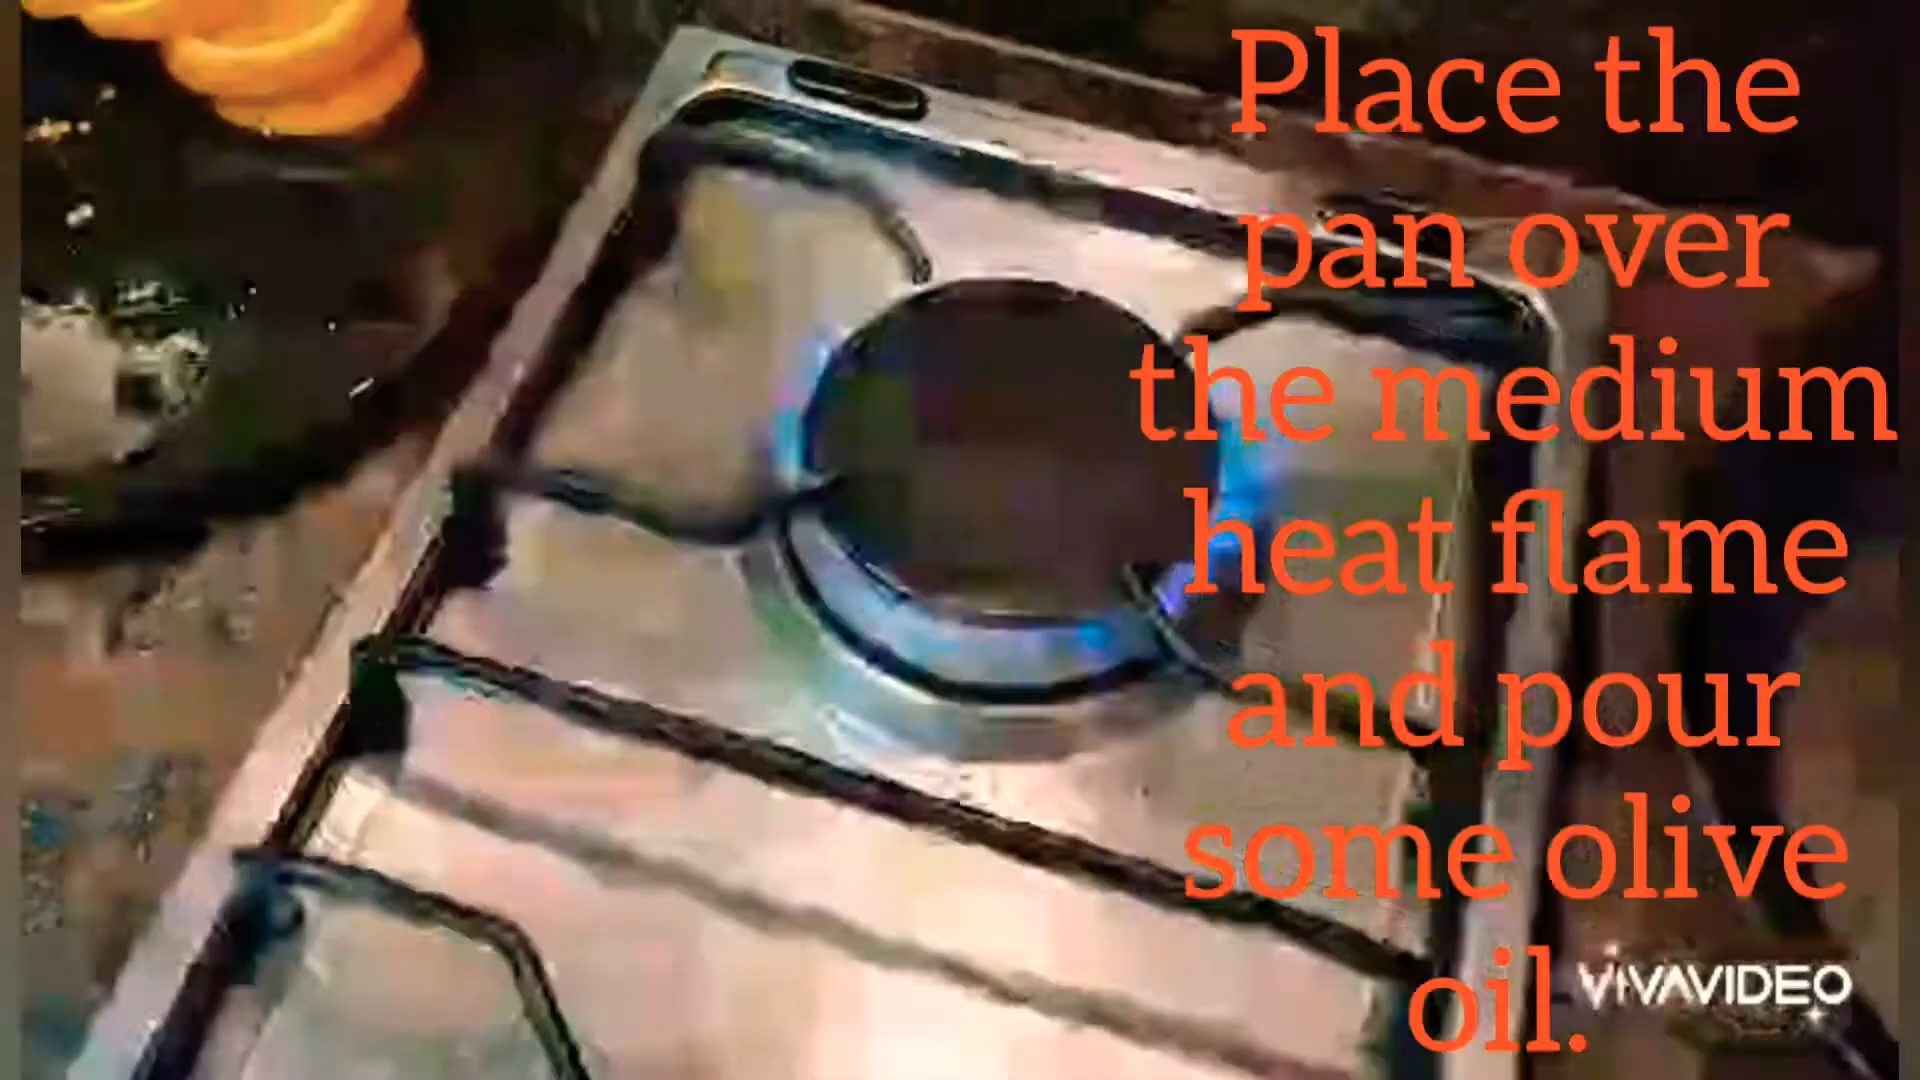 Place the
pan over
the medium
heat flame
and pour
some olive
oil.
VIVAVIDEO